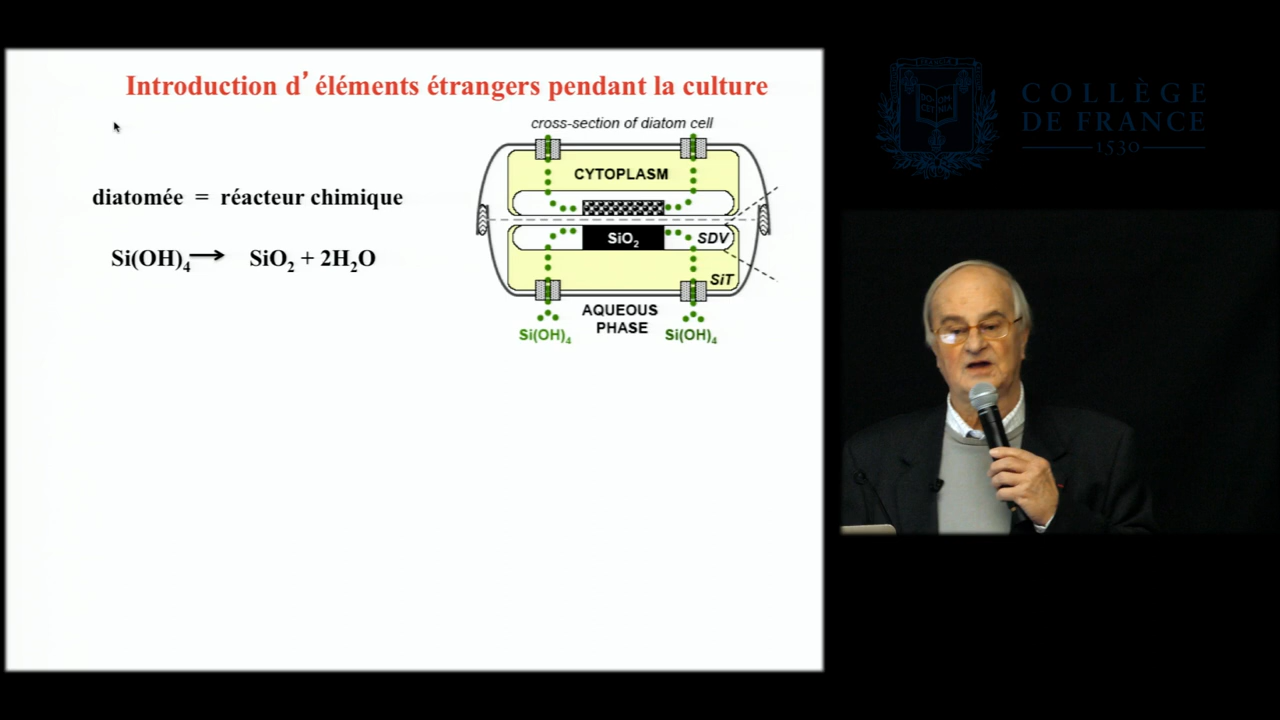 Introduction d’ éléments étrangers pendant la culture
cross-section of diatom cell
CYTOPLASM
diatomée = réacteur chimique
SiO2
SDV
Si(OH)4 → SiO2 + 2H2O
SiT
AQUEOUS
PHASE
Si(OH)4
Si(OH)4
COLLÈGE
DE FRANCE
1530